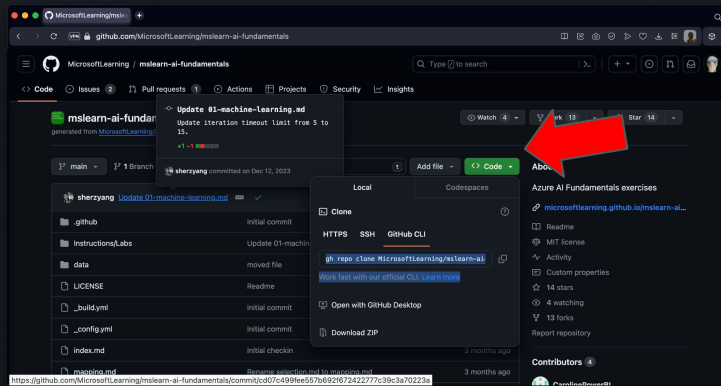 MicrosoftLearning/mslea
github.com/MicrosoftLearning/mslearn-ai-fundamentals
MicrosoftLearning / mslearn-ai-fundamentals
Type / to search
Code
Issues 2
Pull requests 1
Actions
Projects
Security
Insights
mslearn-ai-fundam
generated from MicrosoftLearning/
Update 01-machine-learning.md
Update iteration timeout limit from 5 to
15.
+1 -1
sherzyang committed on Dec 12, 2023
Watch 4
13
Star 14
main
1 Branch
t
Add file
Code
sherzyang Update 01-machine-learning.md
.github Initial commit
Instructions/Labs Update 01-machin
data moved file
LICENSE Readme
_build.yml Initial commit
_config.yml Initial commit
index.md Initial checkin 3 months ago
mapping.md Rename selection.md to mapping.md 3 months ago
Local
Codespaces
Clone
HTTPS SSH GitHub CLI
gh repo clone MicrosoftLearning/mslearn-ai-
Work fast with our official CLI. Learn more
Open with GitHub Desktop
Download ZIP
Abou
Azure AI Fundamentals exercises
microsoftlearning.github.io/mslearn-ai...
Readme
MIT license
Activity
Custom properties
14 stars
4 watching
13 forks
Report repository
Contributors 4
CarolinePowerBI
https://github.com/MicrosoftLearning/mslearn-ai-fundamentals/commit/cd07c499fee557b692f672422777c39c3a70223a